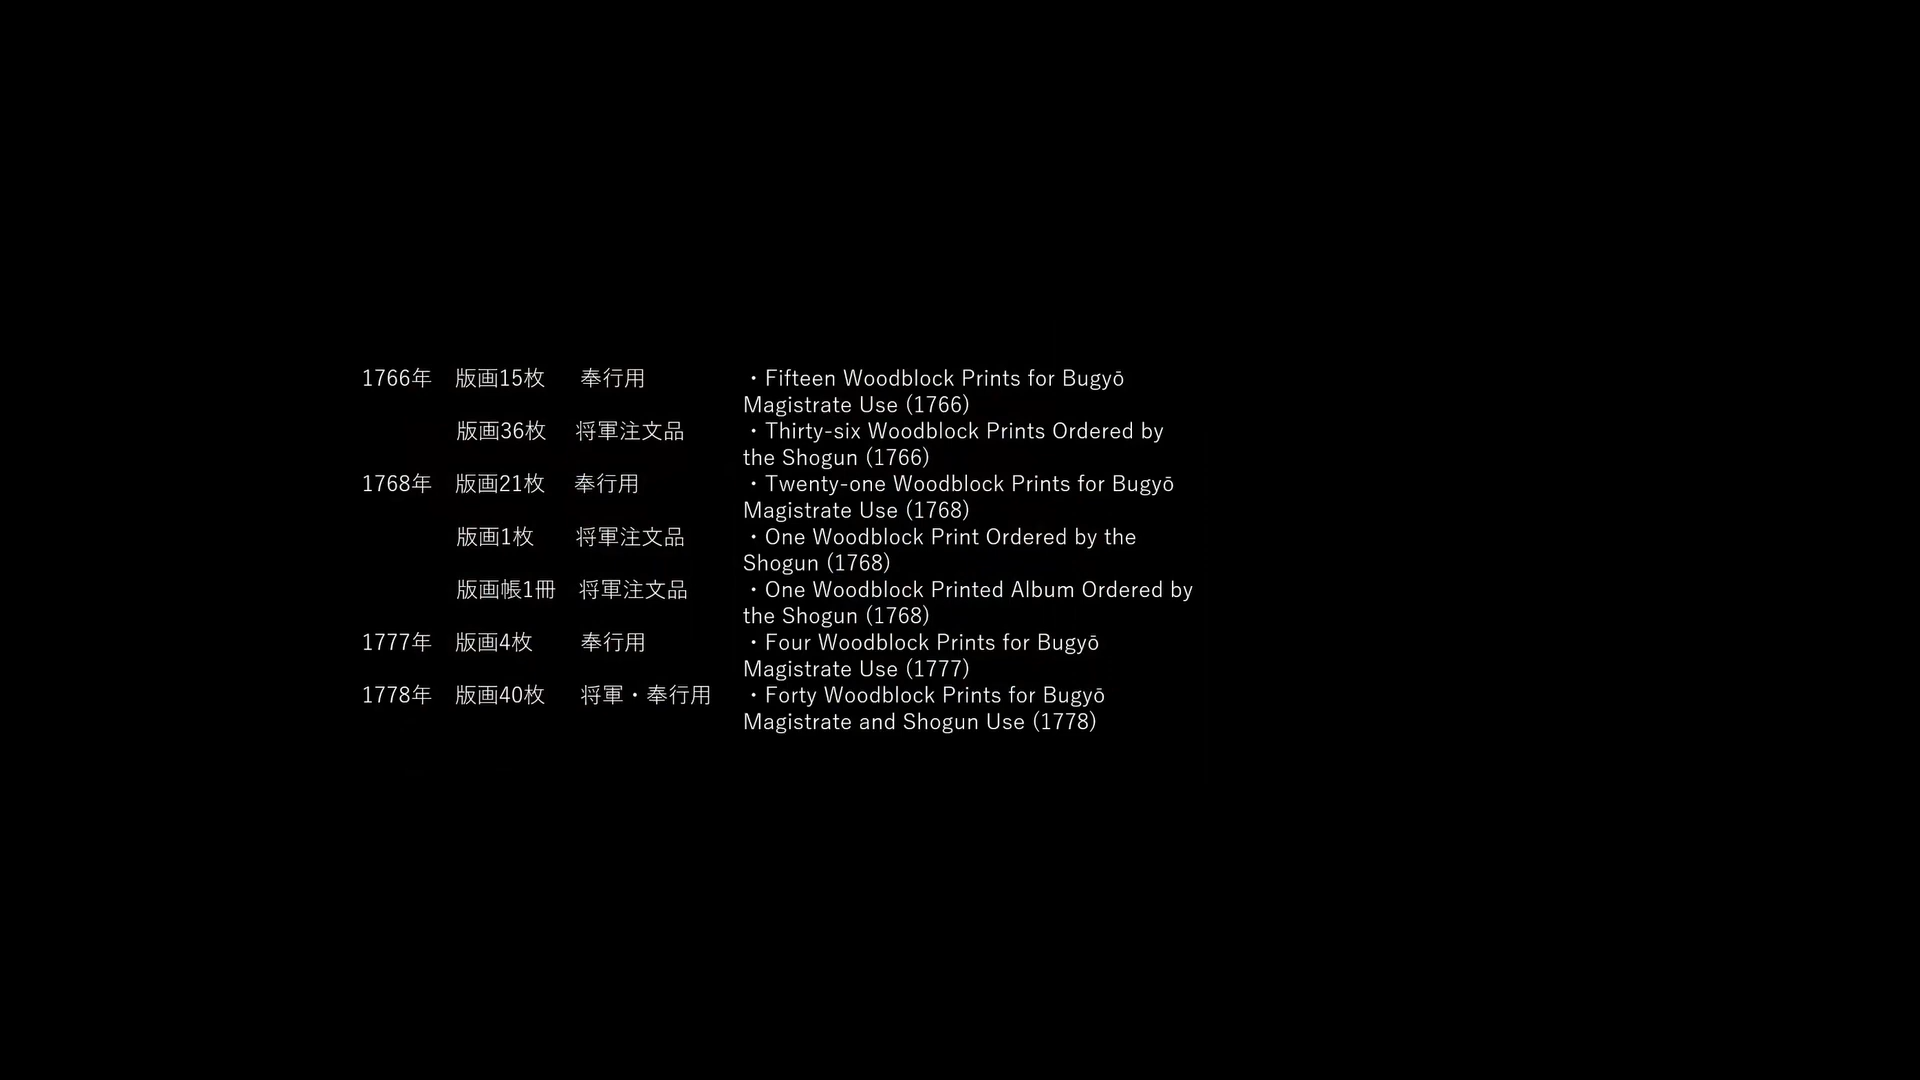 1766年 版画15枚 奉行用 ・Fifteen Woodblock Prints for Bugyō
Magistrate Use (1766)
版画36枚 将軍注文品 ・Thirty-six Woodblock Prints Ordered by
the Shogun (1766)
1768年 版画21枚 奉行用 ・Twenty-one Woodblock Prints for Bugyō
Magistrate Use (1768)
版画1枚 将軍注文品 ・One Woodblock Print Ordered by the
Shogun (1768)
版画帳1冊 将軍注文品 ・One Woodblock Printed Album Ordered by
the Shogun (1768)
1777年 版画4枚 奉行用 ・Four Woodblock Prints for Bugyō
Magistrate Use (1777)
1778年 版画40枚 将軍・奉行用 ・Forty Woodblock Prints for Bugyō
Magistrate and Shogun Use (1778)